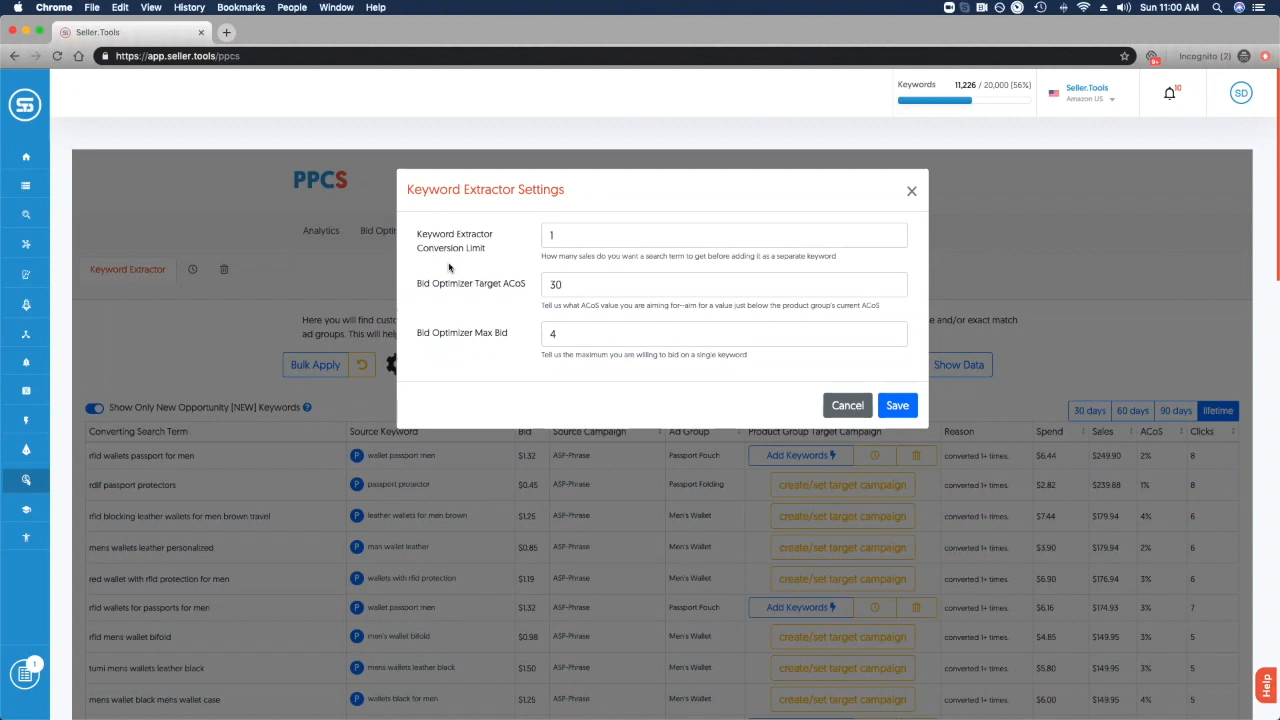 Chrome File Edit View History Bookmarks People Window Help Sun 11:00 AM
Seller.Tools
https://app.seller.tools/ppcs 9+ Incognito (2)
Keywords 11,226 / 20,000 (56%)
Seller.Tools
Amazon US
10
SD
PPCS
Analytics Bid Opti
Keyword Extractor
Keyword Extractor Settings
Keyword Extractor
Conversion Limit
1
How many sales do you want a search term to get before adding it as a separate keyword
Bid Optimizer Target ACoS
30
Tell us what ACoS value you are aiming for--aim for a value just below the product group's current ACoS
Bid Optimizer Max Bid
4
Tell us the maximum you are willing to bid on a single keyword
Cancel Save
Here you will find custo
e and/or exact match
ad groups. This will hel
Bulk Apply Show Data
Show Only New Opportunity [NEW] Keywords ?
30 days 60 days 90 days lifetime
Converting Search Term Source Keyword Bid Source Campaign Ad Group Product Group Target Campaign Reason Spend Sales ACoS Clicks
rfid wallets passport for men P wallet passport men $1.32 ASP-Phrase Passport Pouch Add Keywords converted 1+ times. $6.44 $249.90 2% 8
rdif passport protectors P passport protector $0.45 ASP-Phrase Passport Folding create/set target campaign converted 1+ times. $2.82 $239.88 1% 8
rfid blocking leather wallets for men brown travel P leather wallets for men brown $1.25 ASP-Phrase Men's Wallet create/set target campaign converted 1+ times. $7.44 $179.94 4% 6
mens wallets leather personalized P man wallet leather $0.85 ASP-Phrase Men's Wallet create/set target campaign converted 1+ times. $3.90 $179.94 2% 6
red wallet with rfid protection for men P wallets with rfid protection $1.19 ASP-Phrase Men's Wallet create/set target campaign converted 1+ times. $6.90 $176.94 3% 6
rfid wallets for passports for men P wallet passport men $1.32 ASP-Phrase Passport Pouch Add Keywords converted 1+ times. $6.16 $174.93 3% 7
rfid mens wallet bifold P men's wallet bifold $0.98 ASP-Phrase Men's Wallet create/set target campaign converted 1+ times. $4.85 $149.95 3% 5
tumi mens wallets leather black P mens wallets leather black $1.50 ASP-Phrase Men's Wallet create/set target campaign converted 1+ times. $5.80 $149.95 3% 5
mens wallet black mens wallet case P wallets black for men $1.25 ASP-Phrase Men's Wallet create/set target campaign converted 1+ times. $6.00 $149.95 4% 5
1
Help